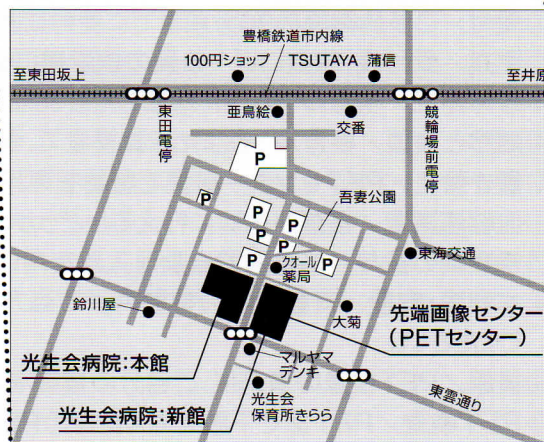 豊橋鉄道市内線
100円ショップ
TSUTAYA
蒲信
至東田坂上
至井原
東田電停
亜鳥絵
交番
競輪場前電停
P
吾妻公園
P
P
P
P
P
クオール
薬局
東海交通
鈴川屋
大菊
先端画像センター
(PETセンター)
光生会病院:本館
マルヤマ
デンキ
光生会病院:新館
光生会
保育所きらら
東雲通り